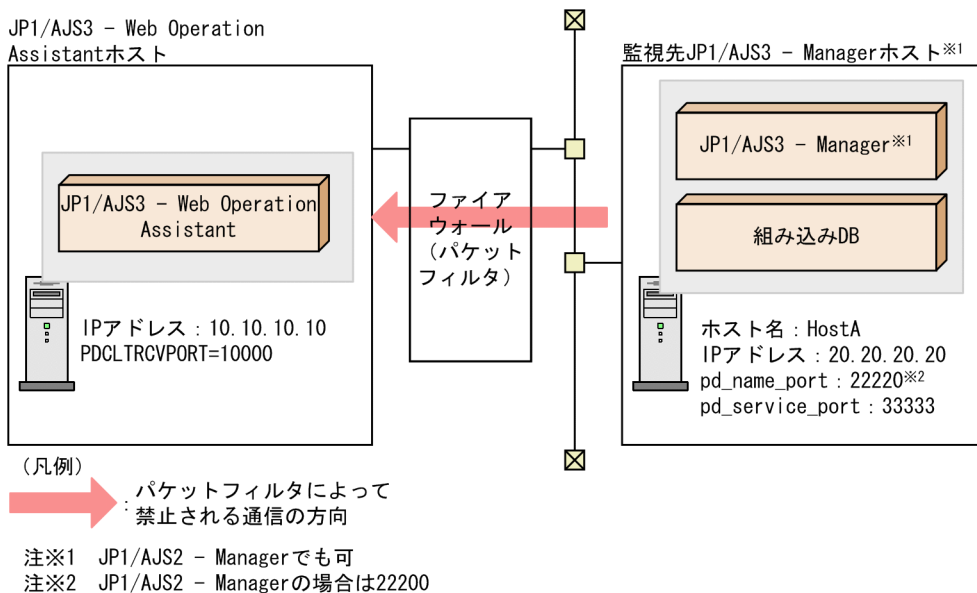 JP1/AJS3 - Web Operation
Assistantホスト
監視先JP1/AJS3 - Managerホスト※1
JP1/AJS3 - Manager※1
JP1/AJS3 - Web Operation
Assistant
ファイア
ウォール
（パケット
フィルタ）
組み込みDB
IPアドレス：10.10.10.10
PDCLTRCVPORT=10000
ホスト名：HostA
IPアドレス：20.20.20.20
pd_name_port：22220※2
pd_service_port：33333
（凡例）
：パケットフィルタによって
禁止される通信の方向
注※1 JP1/AJS2 - Managerでも可
注※2 JP1/AJS2 - Managerの場合は22200